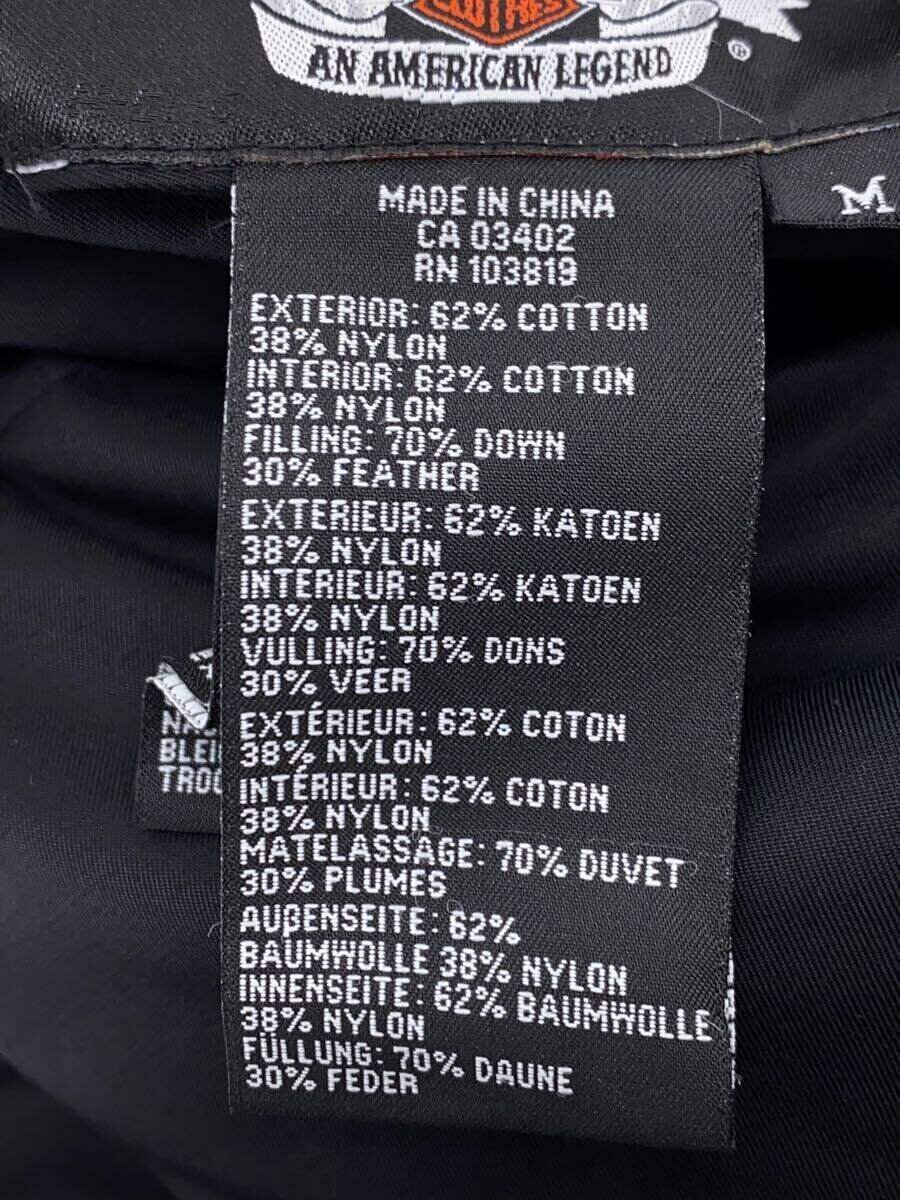 CLOTHES
AN AMERICAN LEGEND
®
M
MADE IN CHINA
CA 03402
RN 103819
EXTERIOR: 62% COTTON
38% NYLON
INTERIOR: 62% COTTON
38% NYLON
FILLING: 70% DOWN
30% FEATHER
EXTERIEUR: 62% KATOEN
38% NYLON
INTERIEUR: 62% KATOEN
38% NYLON
VULLING: 70% DONS
30% VEER
EXTÉRIEUR: 62% COTON
38% NYLON
INTÉRIEUR: 62% COTON
38% NYLON
MATELASSAGE: 70% DUVET
30% PLUMES
AUßENSEITE: 62%
BAUMWOLLE 38% NYLON
INNENSEITE: 62% BAUMWOLLE
38% NYLON
FÜLLUNG: 70% DAUNE
30% FEDER